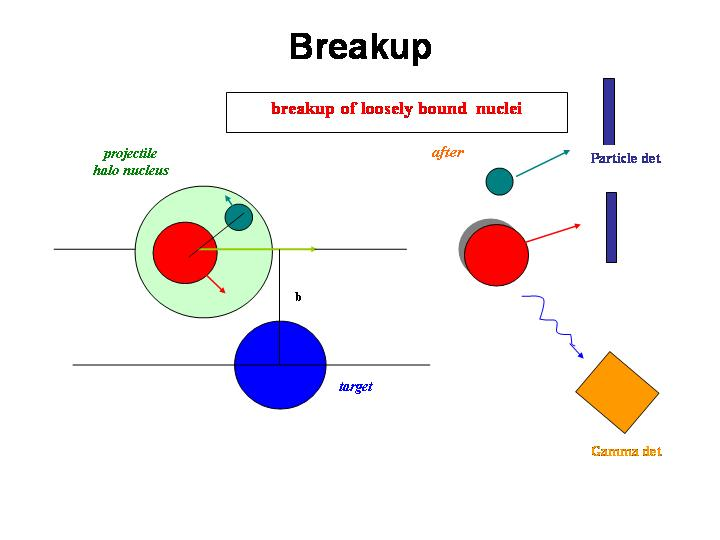 Breakup
breakup of loosely bound nuclei
projectile
halo nucleus
after
Particle det
b
target
Gamma det